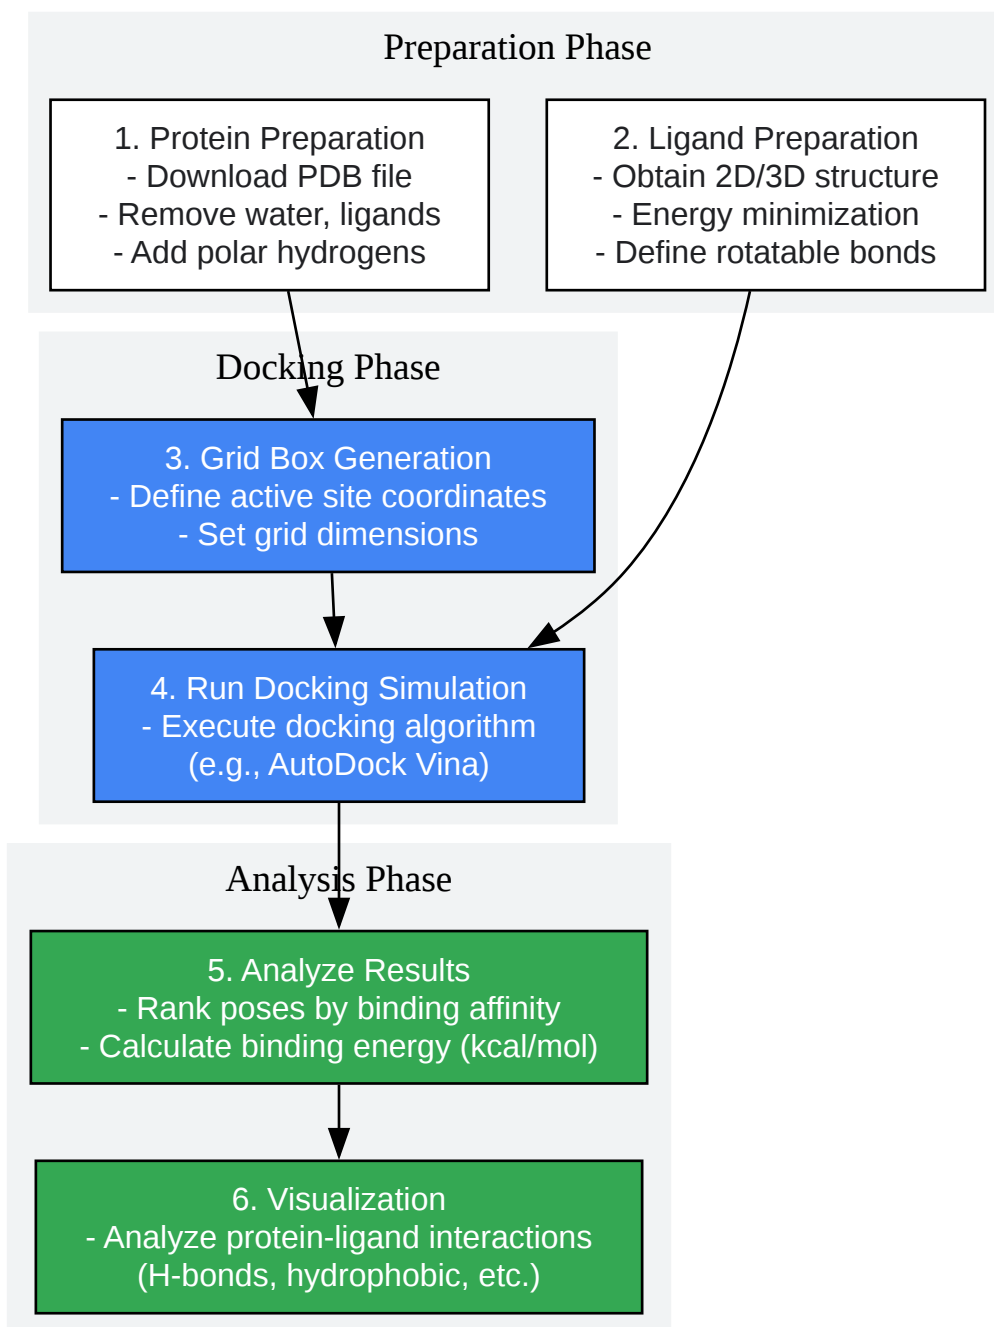 Preparation Phase
1. Protein Preparation
- Download PDB file
- Remove water, ligands
- Add polar hydrogens
2. Ligand Preparation
- Obtain 2D/3D structure
- Energy minimization
- Define rotatable bonds
Docking Phase
3. Grid Box Generation
- Define active site coordinates
- Set grid dimensions
4. Run Docking Simulation
- Execute docking algorithm
(e.g., AutoDock Vina)
Analysis Phase
5. Analyze Results
- Rank poses by binding affinity
- Calculate binding energy (kcal/mol)
6. Visualization
- Analyze protein-ligand interactions
(H-bonds, hydrophobic, etc.)